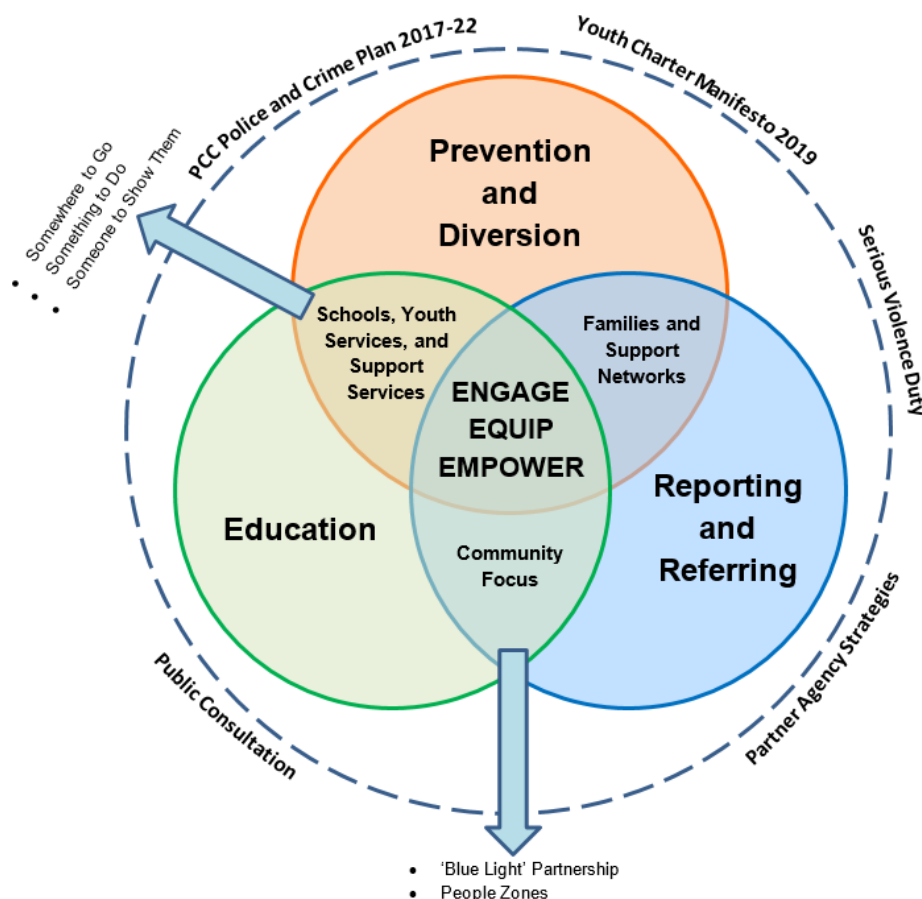 PCC Police and Crime Plan 2017-22
Youth Charter Manifesto 2019
Serious Violence Duty
Partner Agency Strategies
Public Consultation
• Somewhere to Go
• Something to Do
• Someone to Show Them
Prevention
and
Diversion
Schools, Youth
Services, and
Support
Services
Families and
Support
Networks
ENGAGE
EQUIP
EMPOWER
Education
Reporting
and
Referring
Community
Focus
• ‘Blue Light’ Partnership
• People Zones